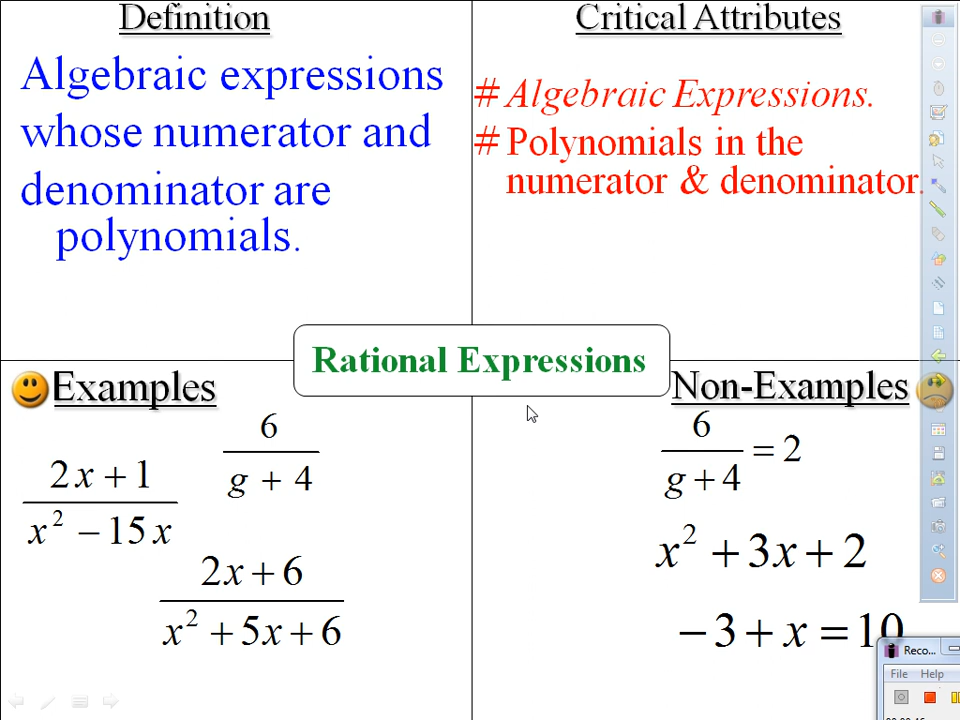 Definition
Algebraic expressions
whose numerator and
denominator are
polynomials.
Critical Attributes
# Algebraic Expressions.
# Polynomials in the
numerator & denominator.
Rational Expressions
Examples
6
g + 4
2x + 1
x² − 15x
2x + 6
x² + 5x + 6
Non-Examples
6
g + 4
= 2
x² + 3x + 2
−3 + x = 10
Reco...
File Help